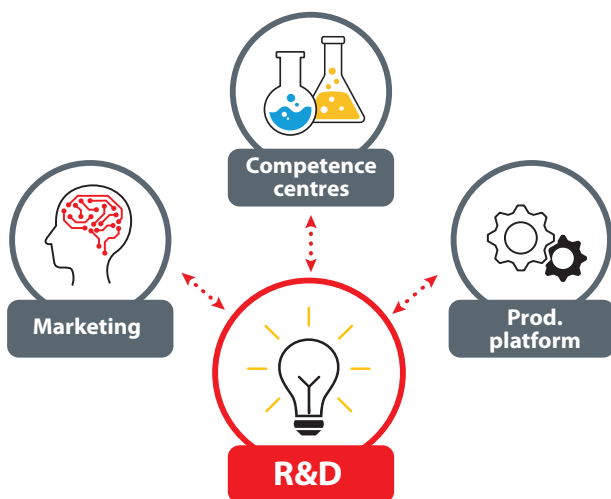 Competence
centres
Marketing
Prod.
platform
R&D